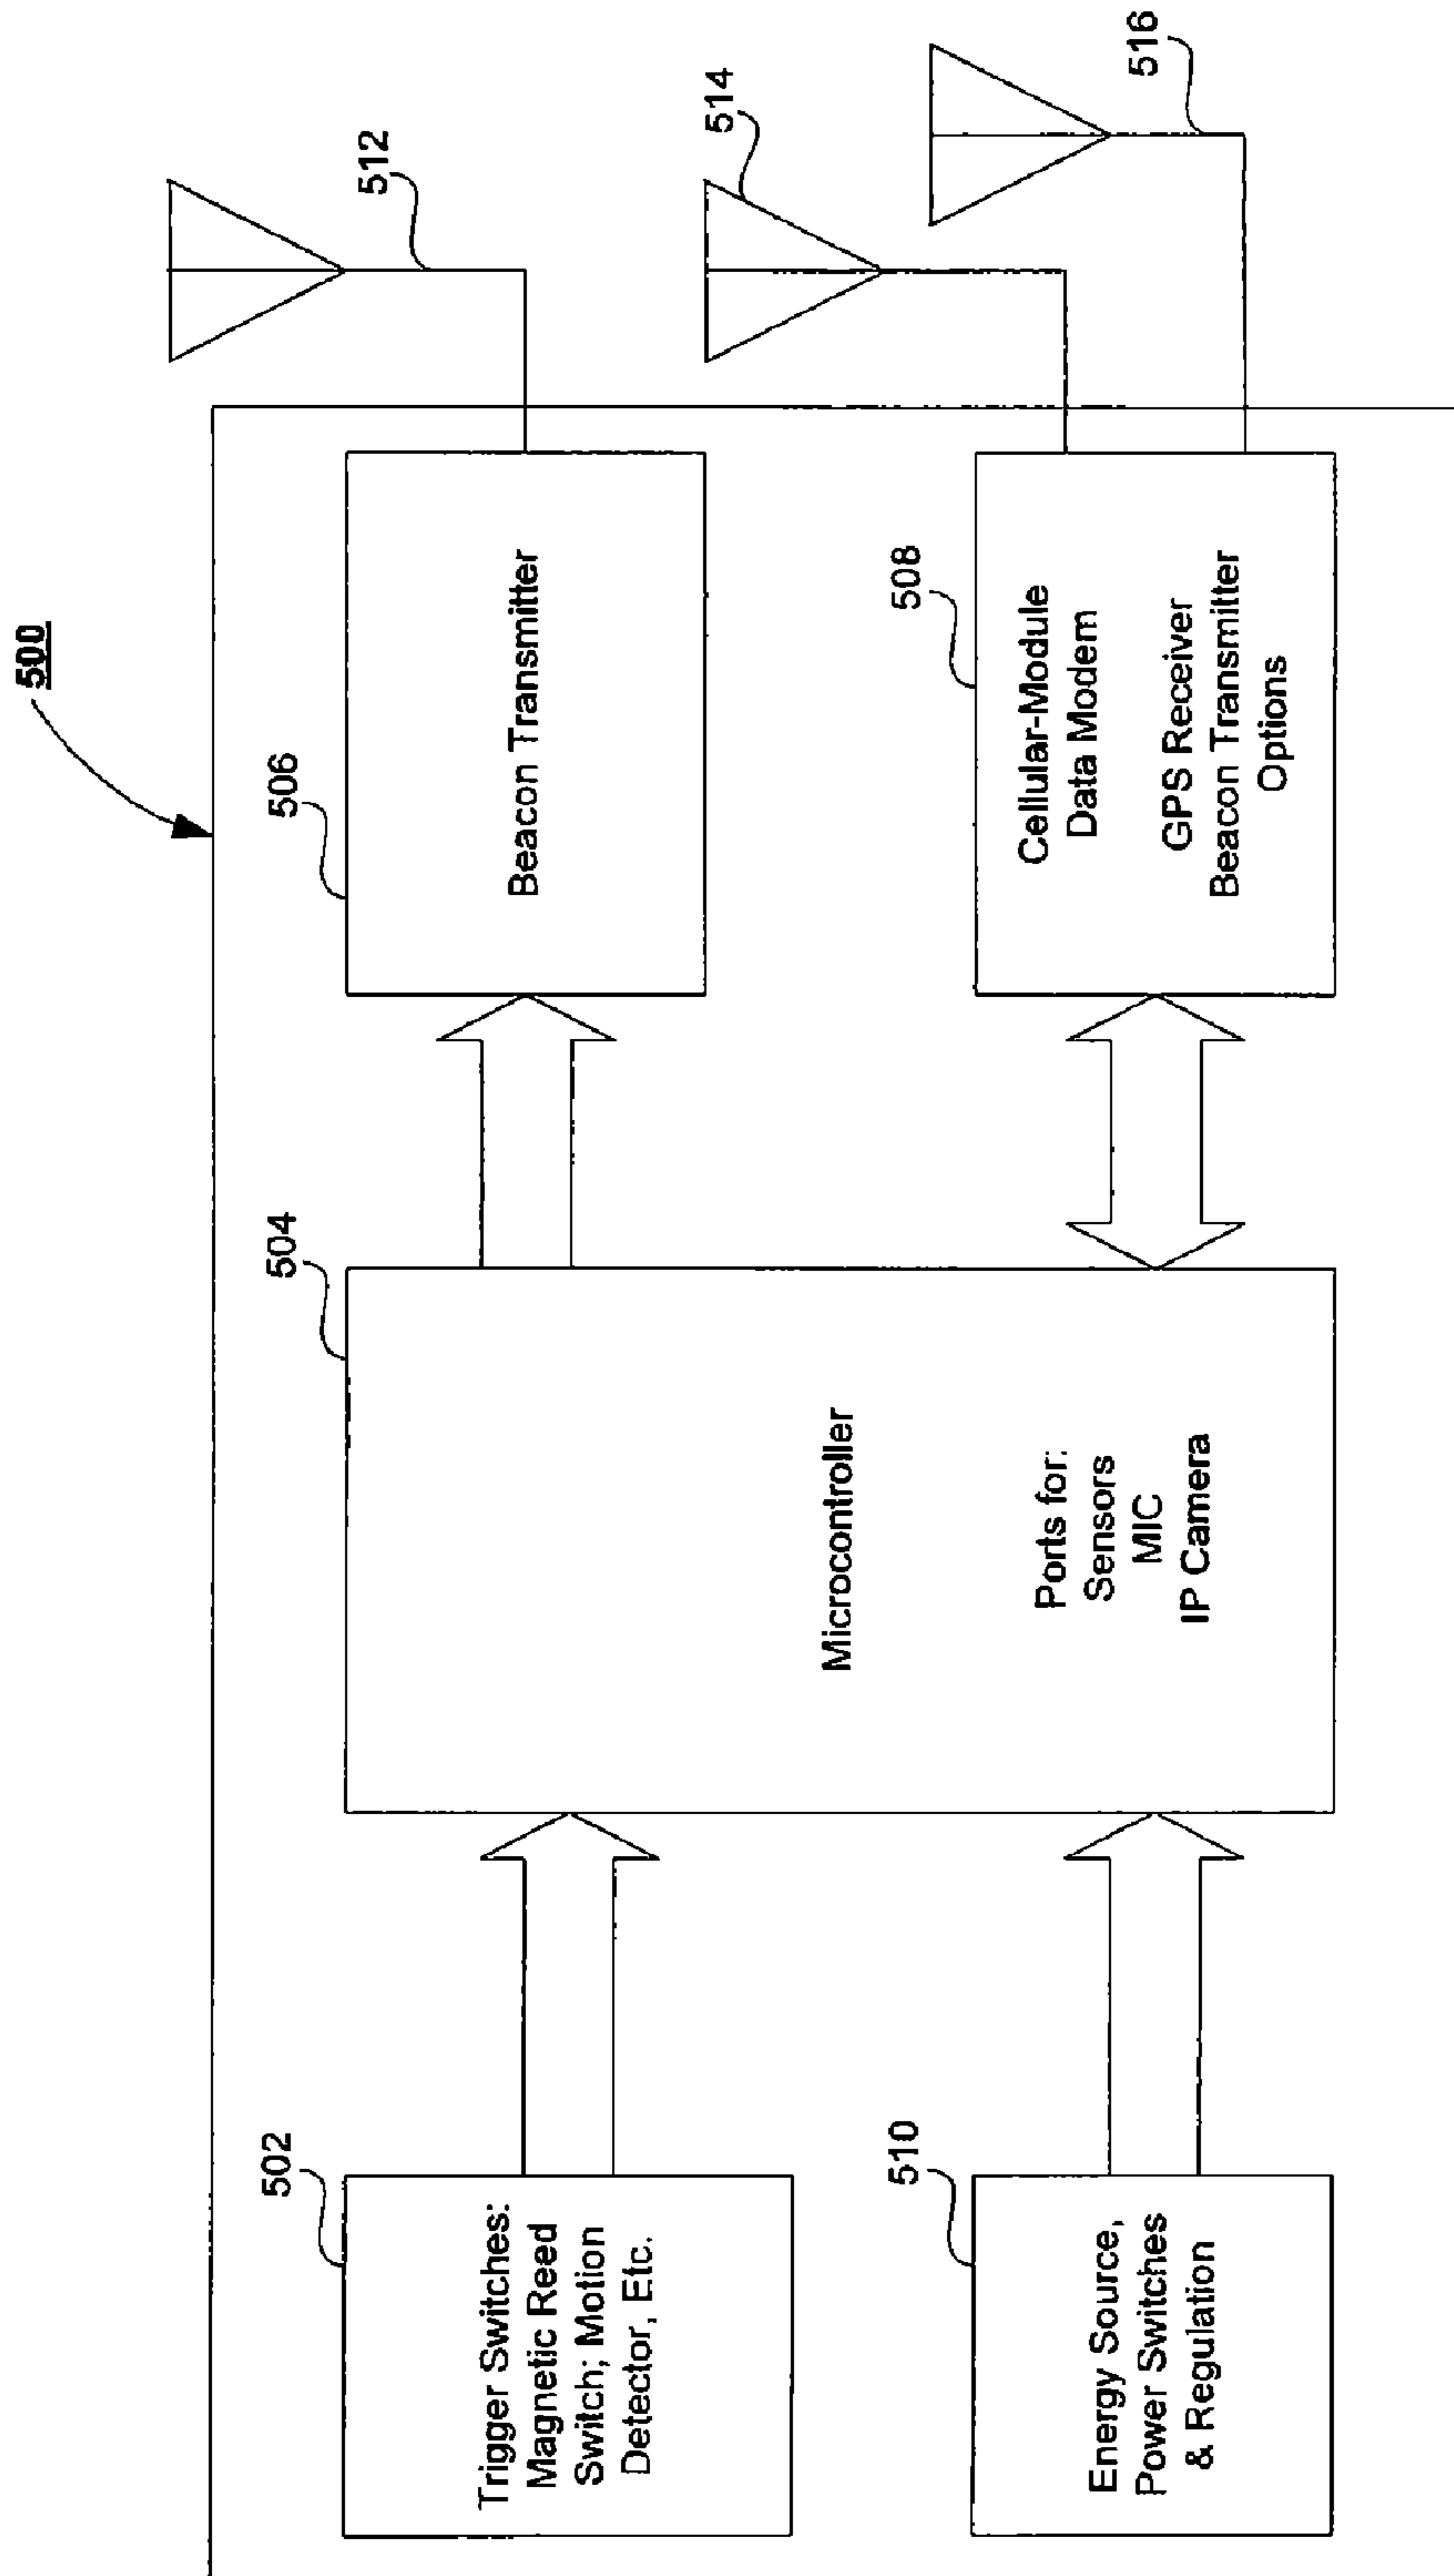 500
502
Trigger Switches:
Magnetic Reed
Switch; Motion
Detector, Etc.
510
Energy Source,
Power Switches
& Regulation
504
Microcontroller
Ports for:
Sensors
MIC
IP Camera
506
Beacon Transmitter
508
Cellular-Module
Data Modem
GPS Receiver
Beacon Transmitter
Options
512
514
516